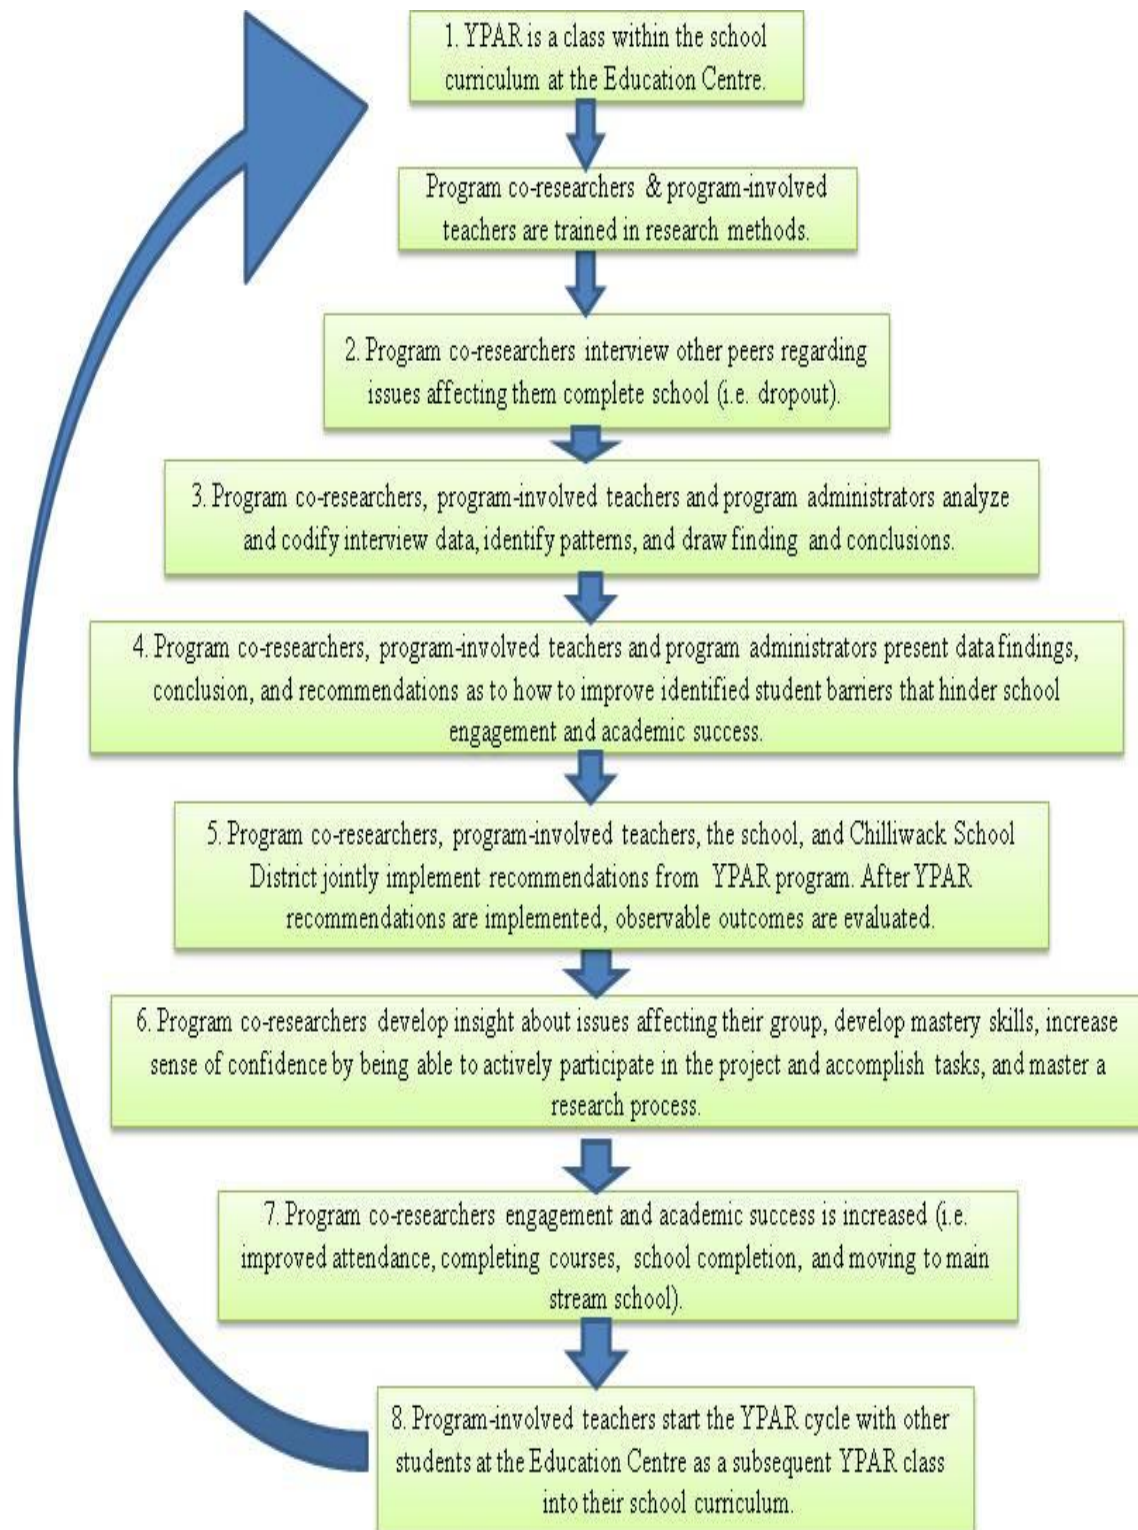 1. YPAR is a class within the school
curriculum at the Education Centre.
Program co-researchers & program-involved
teachers are trained in research methods.
2. Program co-researchers interview other peers regarding
issues affecting them complete school (i.e. dropout).
3. Program co-researchers, program-involved teachers and program administrators analyze
and codify interview data, identify patterns, and draw finding and conclusions.
4. Program co-researchers, program-involved teachers and program administrators present data findings,
conclusion, and recommendations as to how to improve identified student barriers that hinder school
engagement and academic success.
5. Program co-researchers, program-involved teachers, the school, and Chilliwack School
District jointly implement recommendations from YPAR program. After YPAR
recommendations are implemented, observable outcomes are evaluated.
6. Program co-researchers develop insight about issues affecting their group, develop mastery skills, increase
sense of confidence by being able to actively participate in the project and accomplish tasks, and master a
research process.
7. Program co-researchers engagement and academic success is increased (i.e.
improved attendance, completing courses, school completion, and moving to main
stream school).
8. Program-involved teachers start the YPAR cycle with other
students at the Education Centre as a subsequent YPAR class
into their school curriculum.